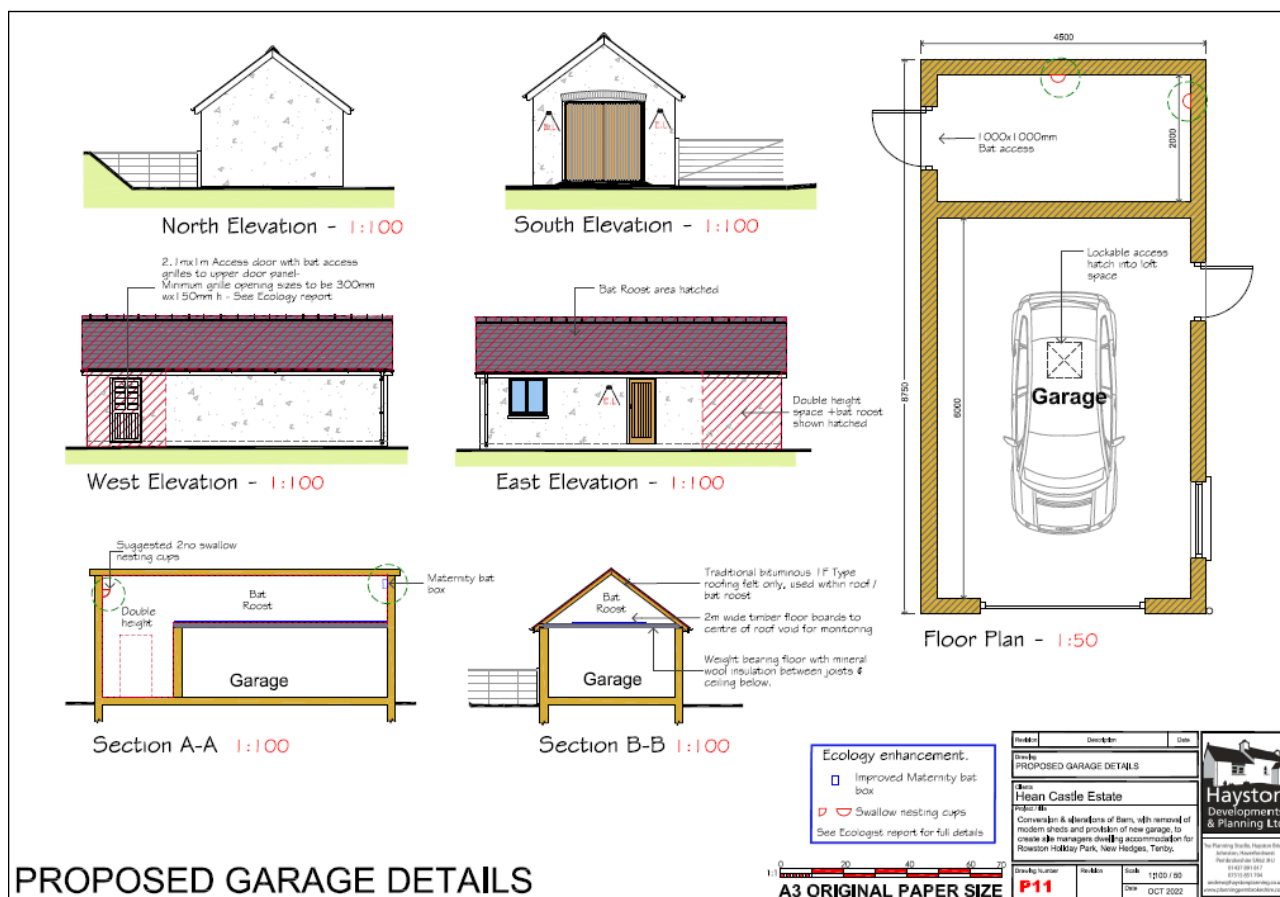 North Elevation - 1:100
South Elevation - 1:100
2.1mx1m Access door with bat access
grilles to upper door panel-
Minimum grille opening sizes to be 300mm
wx150mm h - See Ecology report
Bat Roost area hatched
Double height
space +bat roost
shown hatched
West Elevation - 1:100
East Elevation - 1:100
Suggested 2no swallow
nesting cups
Double
height
Bat
Roost
Garage
Maternity bat
box
Section A-A 1:100
Bat
Roost
Garage
Traditional bituminous 1F Type
roofing felt only, used within roof /
bat roost
2m wide timber floor boards to
centre of roof void for monitoring
Weight bearing floor with mineral
wool insulation between joists &
ceiling below.
Section B-B 1:100
4500
1000x1000mm
Bat access
2000
8750
6000
Lockable access
hatch into loft
space
Garage
Floor Plan - 1:50
Ecology enhancement.
Improved Maternity bat
box
Swallow nesting cups
See Ecologist report for full details
1:1
0 20 40 60 70
A3 ORIGINAL PAPER SIZE
Revision Description Date
Drawing
PROPOSED GARAGE DETAILS
Clients
Hean Castle Estate
Project Title
Conversion & alterations of Barn, with removal of
modern sheds and provision of new garage, to
create site managers dwelling accommodation for
Rowston Holiday Park, New Hedges, Tenby.
Drawing Number
P11
Revision
Scale 1:100 / 50
Date OCT 2022
Hayston
Developments
& Planning Ltd
PROPOSED GARAGE DETAILS